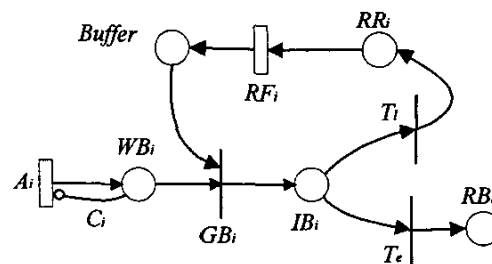 Buffer
RRᵢ
RFᵢ
Tₗ
WBᵢ
Aᵢ
Cᵢ
GBᵢ
IBᵢ
RBᵢ
Tₑ